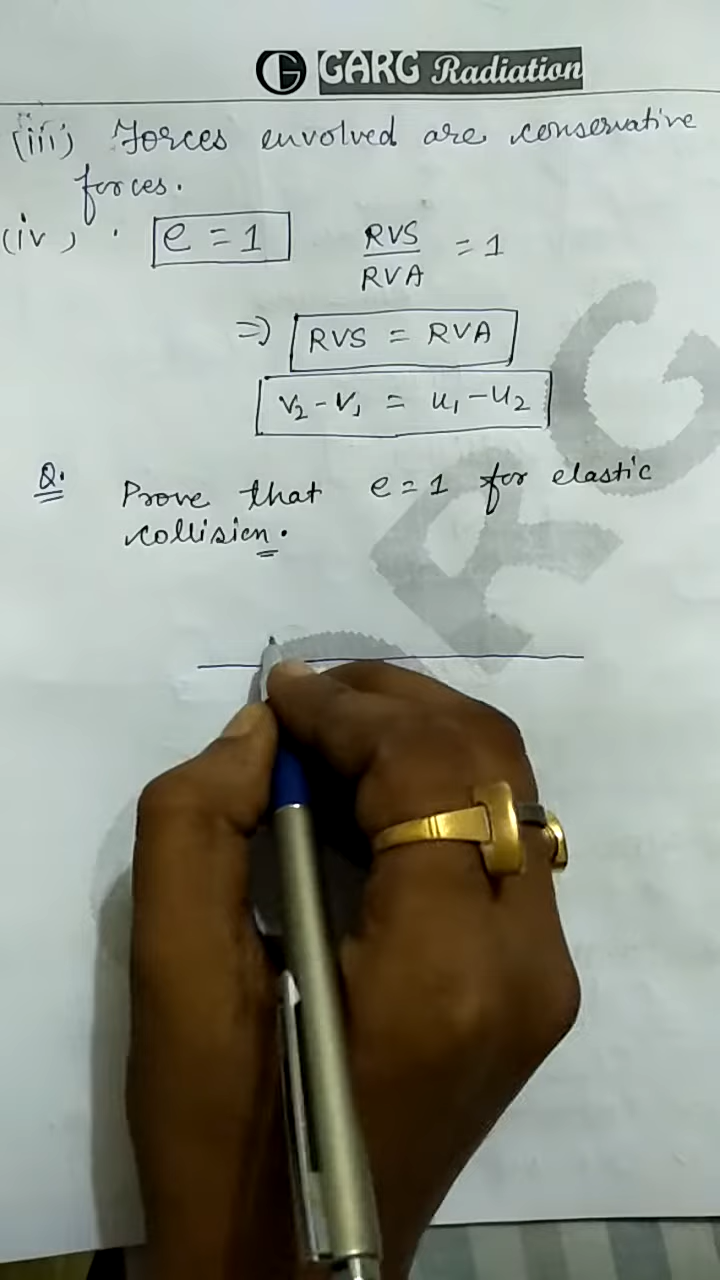 G GARG Radiation
(iii) Forces envolved are conservative
forces.
(iv) . e = 1 RVS / RVA = 1
=) RVS = RVA
V₂ - V₁ = u₁ - u₂
Q. Prove that e = 1 for elastic
collision.
ARG